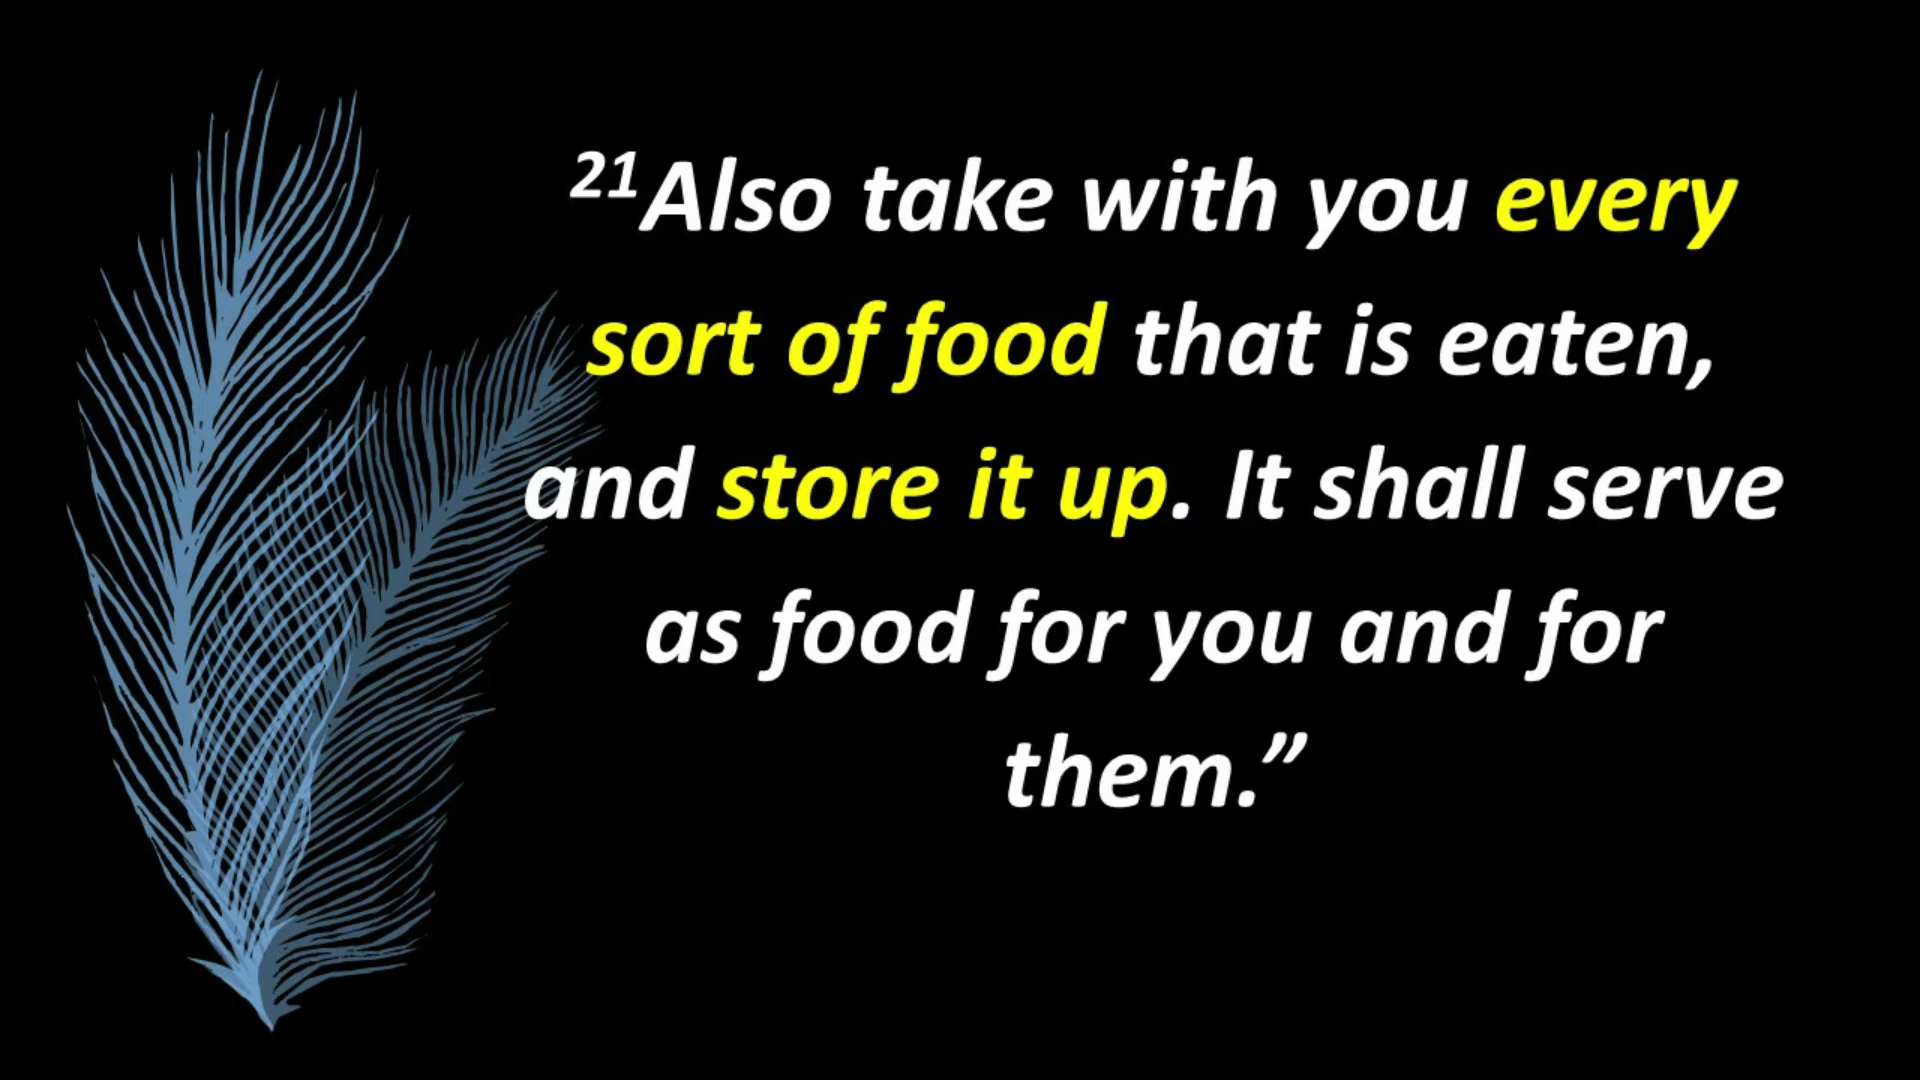 21Also take with you every
sort of food that is eaten,
and store it up. It shall serve
as food for you and for
them.”